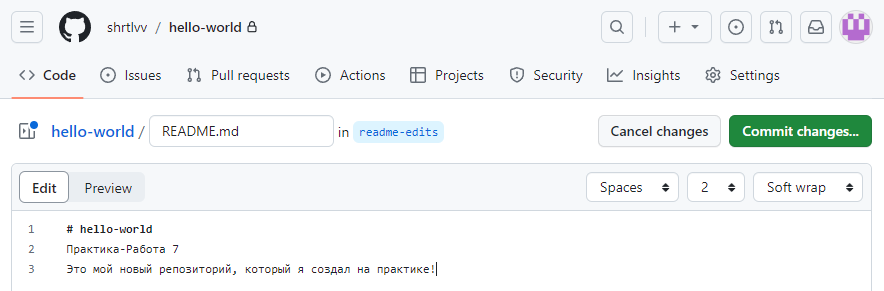 shrtlvv / hello-world
Code Issues Pull requests Actions Projects Security Insights Settings
hello-world / README.md in readme-edits Cancel changes Commit changes...
Edit Preview Spaces 2 Soft wrap
1 # hello-world
2 Практика-Работа 7
3 Это мой новый репозиторий, который я создал на практике!